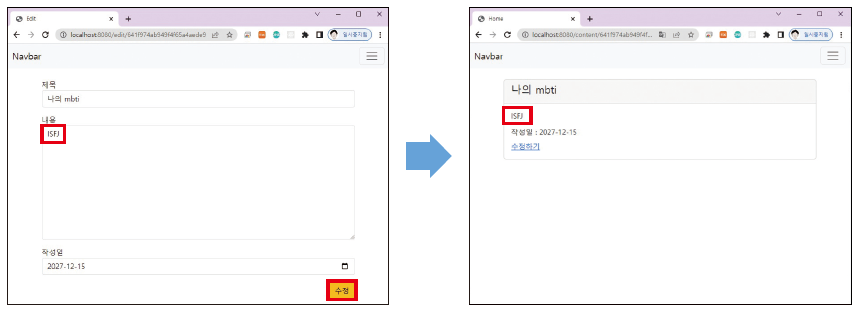 Edit
localhost:8080/edit/641f974ab949f4f65a4aede9
일시중지됨
Navbar
제목
나의 mbti
내용
ISFJ
작성일
2027-12-15
수정
Home
localhost:8080/content/641f974ab949f4f...
일시중지됨
Navbar
나의 mbti
ISFJ
작성일 : 2027-12-15
수정하기